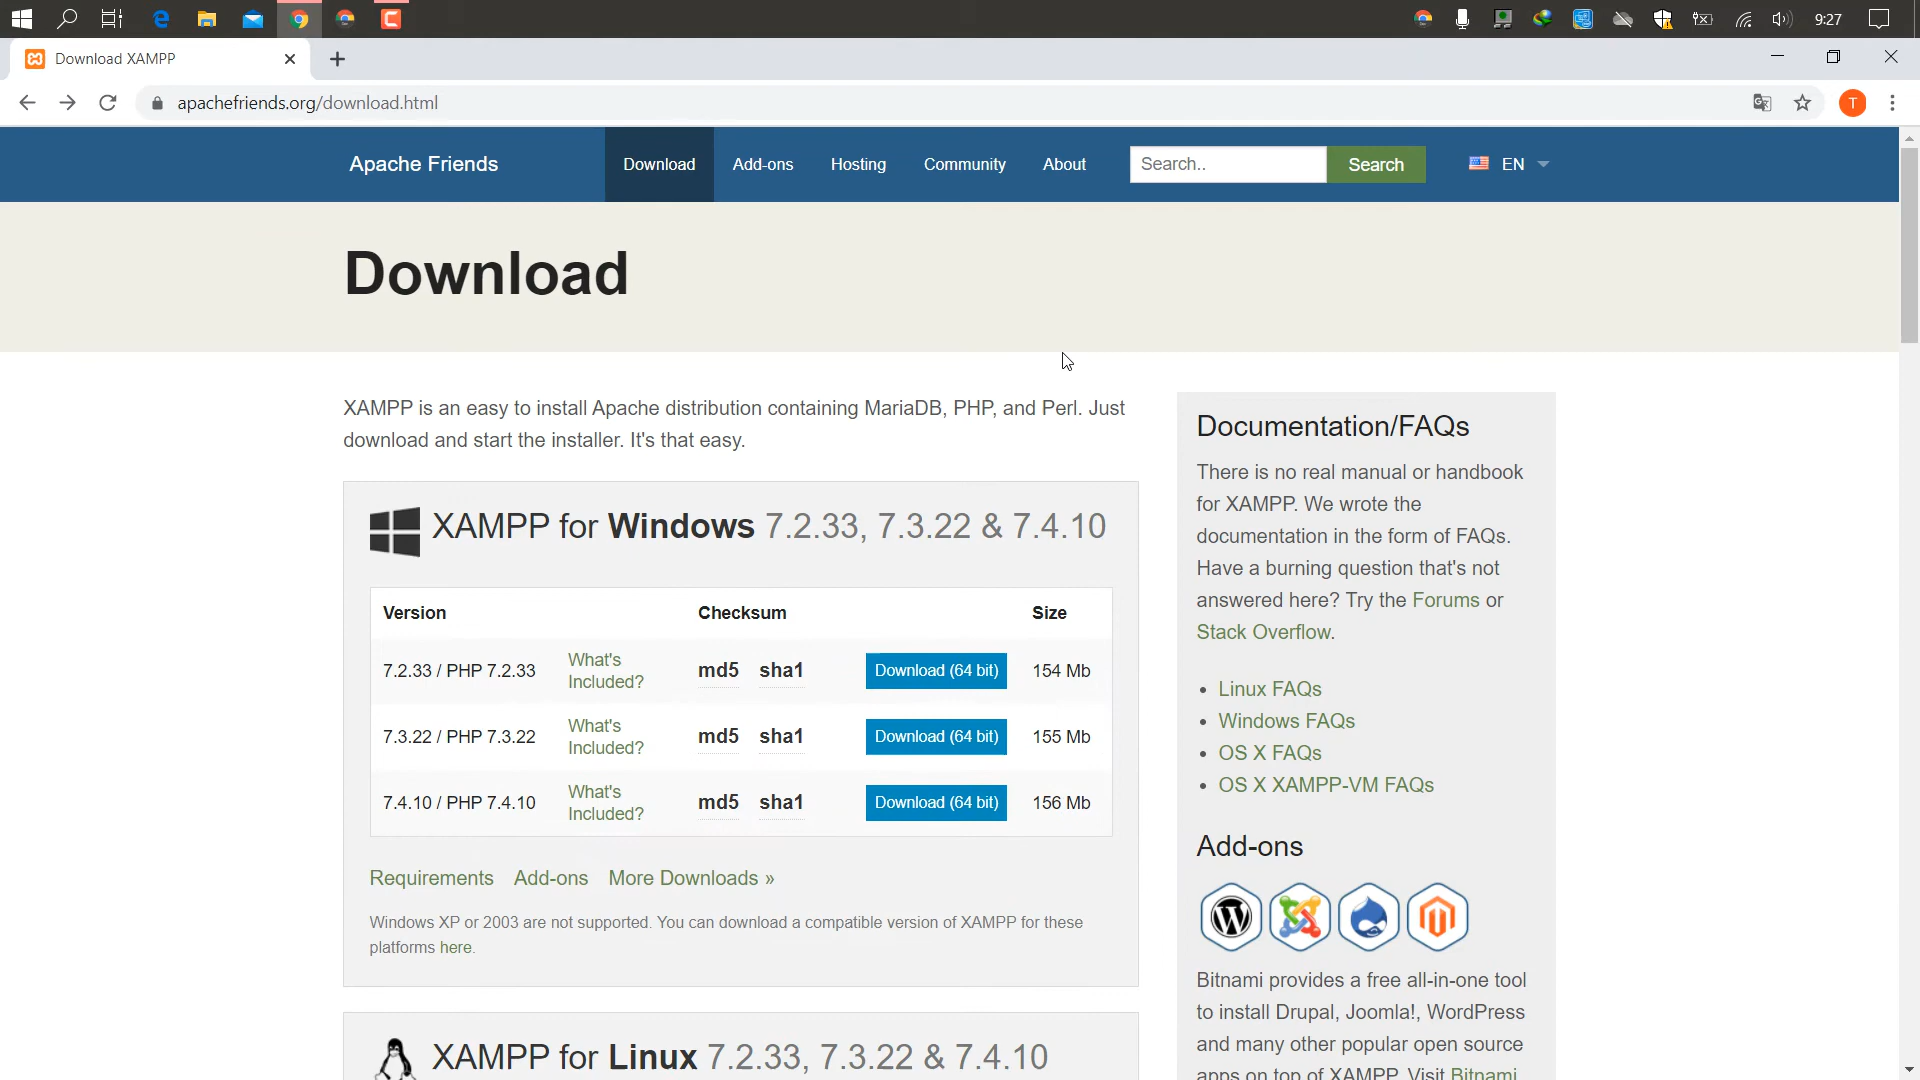 9:27
Download XAMPP
apachefriends.org/download.html
T
Apache Friends
Download
Add-ons
Hosting
Community
About
Search..
Search
EN
Download
XAMPP is an easy to install Apache distribution containing MariaDB, PHP, and Perl. Just
download and start the installer. It's that easy.
XAMPP for Windows 7.2.33, 7.3.22 & 7.4.10
Version Checksum Size
7.2.33 / PHP 7.2.33 What's Included? md5 sha1 Download (64 bit) 154 Mb
7.3.22 / PHP 7.3.22 What's Included? md5 sha1 Download (64 bit) 155 Mb
7.4.10 / PHP 7.4.10 What's Included? md5 sha1 Download (64 bit) 156 Mb
Requirements Add-ons More Downloads »
Windows XP or 2003 are not supported. You can download a compatible version of XAMPP for these
platforms here.
XAMPP for Linux 7.2.33, 7.3.22 & 7.4.10
Documentation/FAQs
There is no real manual or handbook
for XAMPP. We wrote the
documentation in the form of FAQs.
Have a burning question that's not
answered here? Try the Forums or
Stack Overflow.
• Linux FAQs
• Windows FAQs
• OS X FAQs
• OS X XAMPP-VM FAQs
Add-ons
Bitnami provides a free all-in-one tool
to install Drupal, Joomla!, WordPress
and many other popular open source
apps on top of XAMPP. Visit Bitnami